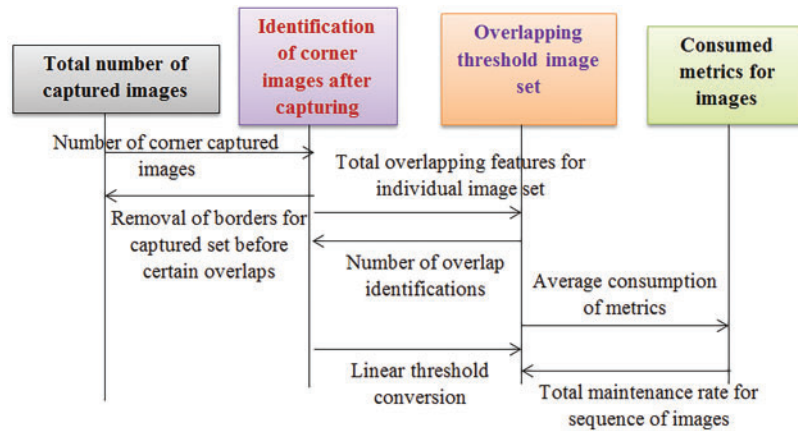 Total number of
captured images
Identification
of corner
images after
capturing
Overlapping
threshold image
set
Consumed
metrics for
images
Number of corner captured
images
Total overlapping features for
individual image set
Removal of borders for
captured set before
certain overlaps
Number of overlap
identifications
Average consumption
of metrics
Linear threshold
conversion
Total maintenance rate for
sequence of images